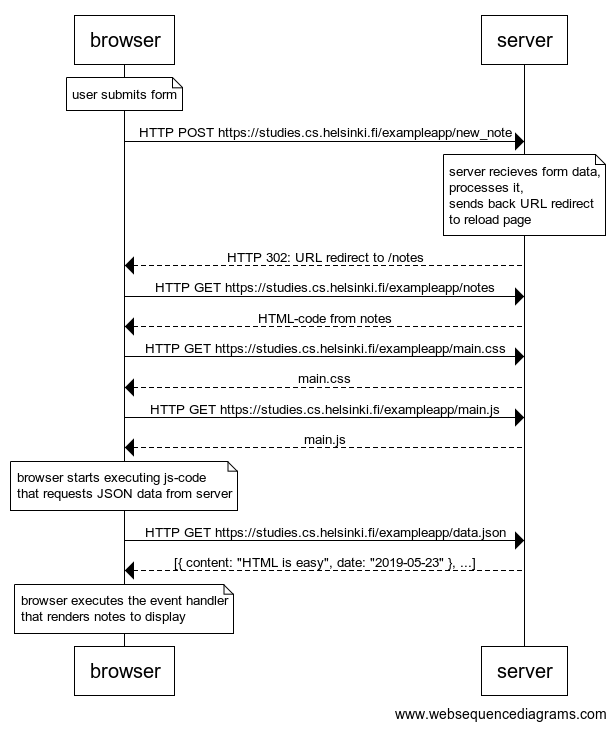 browser
server
user submits form
HTTP POST https://studies.cs.helsinki.fi/exampleapp/new_note
server recieves form data,
processes it,
sends back URL redirect
to reload page
HTTP 302: URL redirect to /notes
HTTP GET https://studies.cs.helsinki.fi/exampleapp/notes
HTML-code from notes
HTTP GET https://studies.cs.helsinki.fi/exampleapp/main.css
main.css
HTTP GET https://studies.cs.helsinki.fi/exampleapp/main.js
main.js
browser starts executing js-code
that requests JSON data from server
HTTP GET https://studies.cs.helsinki.fi/exampleapp/data.json
[{ content: "HTML is easy", date: "2019-05-23" }, ...]
browser executes the event handler
that renders notes to display
browser
server
www.websequencediagrams.com